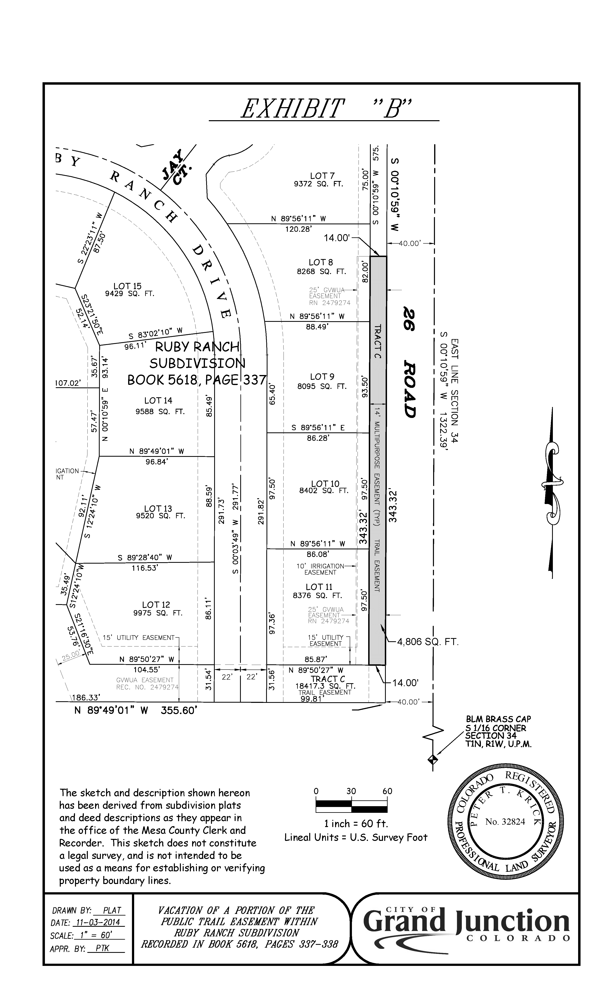 EXHIBIT "B"
BY RANCH DRIVE
JAY
CT.
LOT 7
9372 SQ. FT.
75.00'
S 00°10'59" W 575.
S 00°10'59" W
N 89°56'11" W
120.28'
14.00'
40.00'
S 22°23'11" W
87.50'
LOT 8
8268 SQ. FT.
82.00'
25' GVWUA
EASEMENT
RN 2479274
LOT 15
9429 SQ. FT.
S23°21'50"E
52.14'
N 89°56'11" W
88.49'
26 ROAD
TRACT C
EAST LINE SECTION 34
S 00°10'59" W 1322.39'
S 83°02'10" W
96.11'
RUBY RANCH
SUBDIVISION
BOOK 5618, PAGE 337
35.67'
93.14'
107.02'
N 00°10'59" E
57.47'
LOT 14
9588 SQ. FT.
85.49'
65.40'
LOT 9
8095 SQ. FT.
93.50'
14' MULTIPURPOSE EASEMENT (TYP)
TRAIL EASEMENT
S 89°56'11" E
86.28'
N 89°49'01" W
96.84'
IGATION
NT
92.11'
S 12°24'10" W
LOT 13
9520 SQ. FT.
88.59'
291.73'
S 00°03'49" W 291.77'
291.82'
97.50'
LOT 10
8402 SQ. FT.
97.50'
343.32'
343.32'
N 89°56'11" W
86.08'
S 89°28'40" W
116.53'
10' IRRIGATION
EASEMENT
35.49'
S12°24'10"W
LOT 11
8376 SQ. FT.
97.50'
LOT 12
9975 SQ. FT.
86.11'
97.36'
25' GVWUA
EASEMENT
RN 2479274
S21°16'30"E
53.76'
15' UTILITY EASEMENT
15' UTILITY
EASEMENT
4,806 SQ. FT.
25.00'
N 89°50'27" W
104.55'
85.87'
N 89°50'27" W
GVWUA EASEMENT
REC. NO. 2479274
31.54'
22'
22'
31.56'
TRACT C
18417.3 SQ. FT.
TRAIL EASEMENT
99.81'
14.00'
186.33'
40.00'
N 89°49'01" W 355.60'
BLM BRASS CAP
S 1/16 CORNER
SECTION 34
T1N, R1W, U.P.M.
The sketch and description shown hereon
has been derived from subdivision plats
and deed descriptions as they appear in
the office of the Mesa County Clerk and
Recorder. This sketch does not constitute
a legal survey, and is not intended to be
used as a means for establishing or verifying
property boundary lines.
0 30 60
1 inch = 60 ft.
Lineal Units = U.S. Survey Foot
COLORADO REGISTERED
PETER T. KRICK
No. 32824
PROFESSIONAL LAND SURVEYOR
DRAWN BY: PLAT
DATE: 11-03-2014
SCALE: 1" = 60'
APPR. BY: PTK
VACATION OF A PORTION OF THE
PUBLIC TRAIL EASEMENT WITHIN
RUBY RANCH SUBDIVISION
RECORDED IN BOOK 5618, PAGES 337-338
CITY OF
Grand Junction
COLORADO